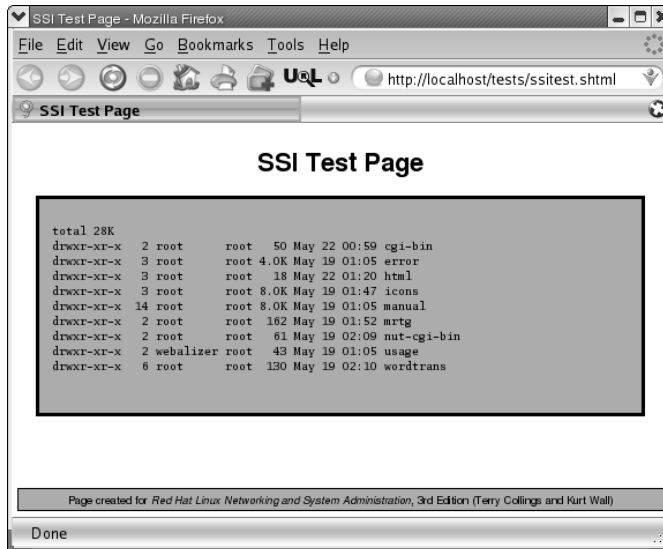 SSI Test Page - Mozilla Firefox
File Edit View Go Bookmarks Tools Help
URL http://localhost/tests/ssitest.shtml
SSI Test Page
SSI Test Page
total 28K
drwxr-xr-x 2 root root 50 May 22 00:59 cgi-bin
drwxr-xr-x 3 root root 4.0K May 19 01:05 error
drwxr-xr-x 3 root root 18 May 22 01:20 html
drwxr-xr-x 3 root root 8.0K May 19 01:47 icons
drwxr-xr-x 14 root root 8.0K May 19 01:05 manual
drwxr-xr-x 2 root root 162 May 19 01:52 mrtg
drwxr-xr-x 2 root root 61 May 19 02:09 nut-cgi-bin
drwxr-xr-x 2 webalizer root 43 May 19 01:05 usage
drwxr-xr-x 6 root root 130 May 19 02:10 wordtrans
Page created for Red Hat Linux Networking and System Administration, 3rd Edition (Terry Collings and Kurt Wall)
Done